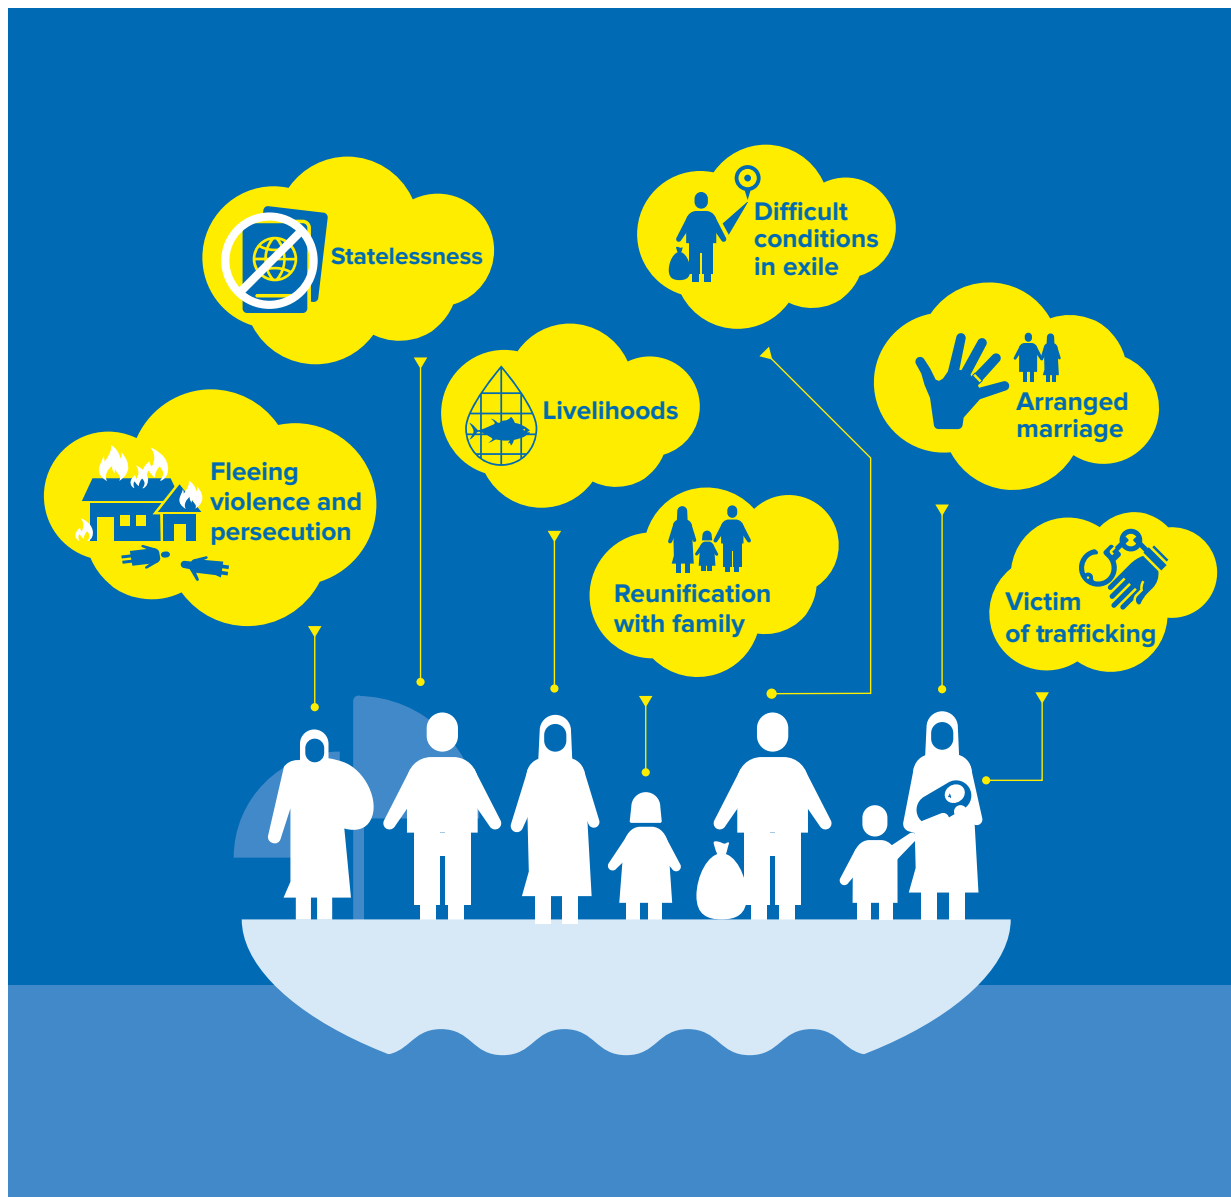 Statelessness
Difficult
conditions
in exile
Livelihoods
Arranged
marriage
Fleeing
violence and
persecution
Reunification
with family
Victim
of trafficking